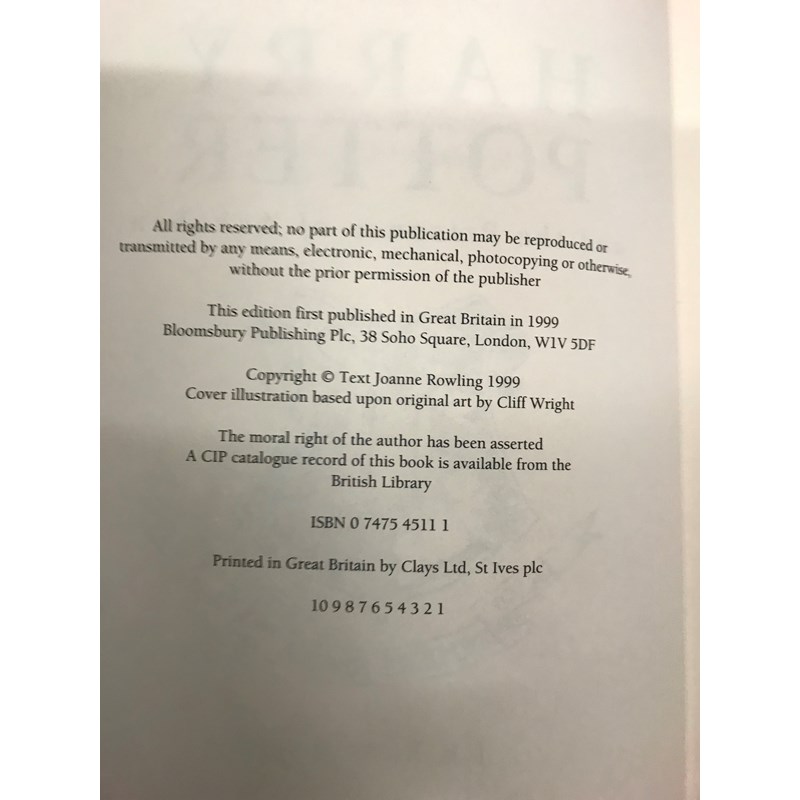 HARRY
POTTER
All rights reserved; no part of this publication may be reproduced or
transmitted by any means, electronic, mechanical, photocopying or otherwise,
without the prior permission of the publisher
This edition first published in Great Britain in 1999
Bloomsbury Publishing Plc, 38 Soho Square, London, W1V 5DF
Copyright © Text Joanne Rowling 1999
Cover illustration based upon original art by Cliff Wright
The moral right of the author has been asserted
A CIP catalogue record of this book is available from the
British Library
ISBN 0 7475 4511 1
Printed in Great Britain by Clays Ltd, St Ives plc
10 9 8 7 6 5 4 3 2 1